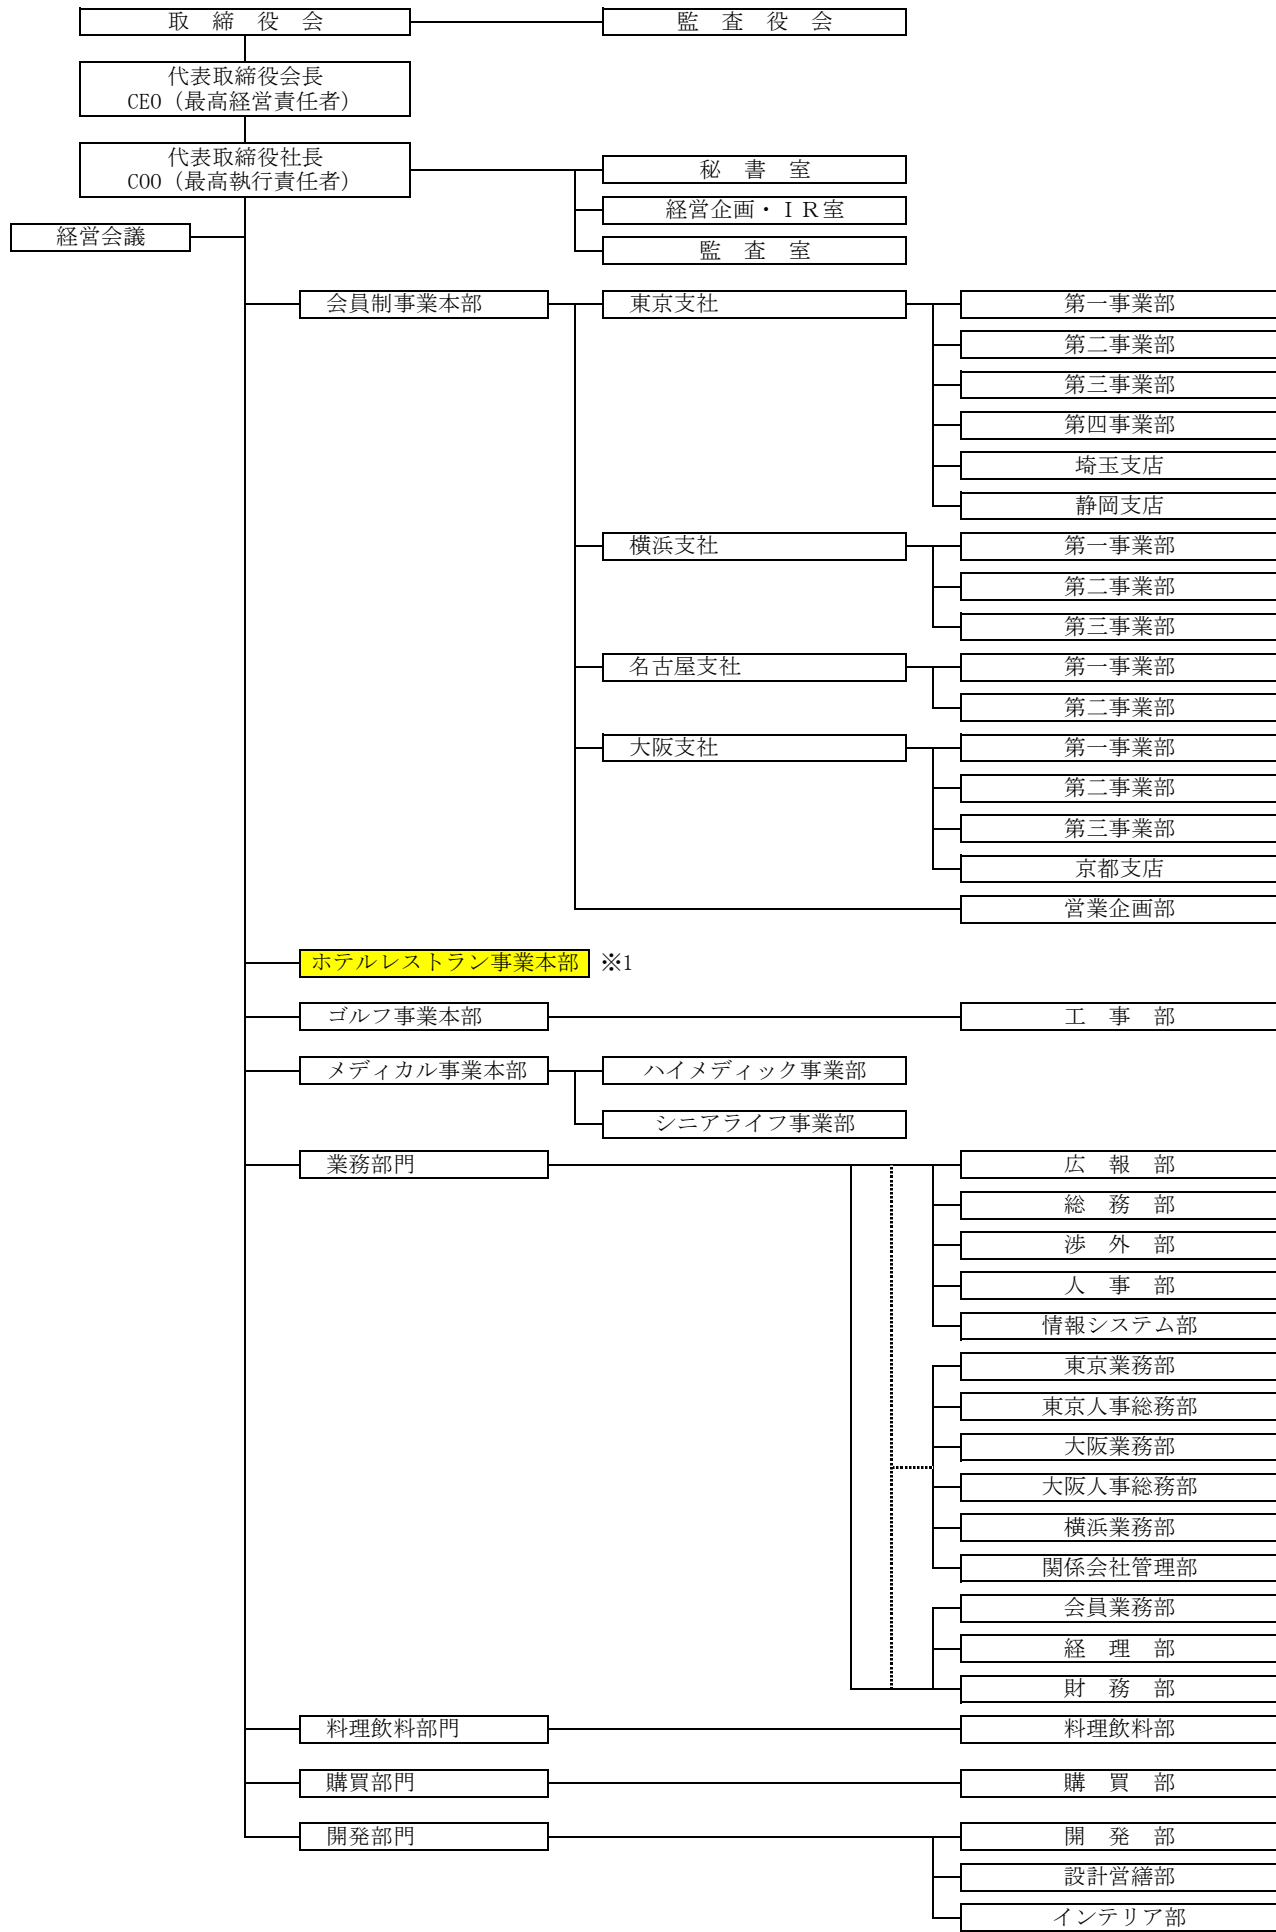 取　締　役　会
監　査　役　会
代表取締役会長
CEO（最高経営責任者）
代表取締役社長
COO（最高執行責任者）
秘　書　室
経営企画・ＩＲ室
経営会議
監　査　室
会員制事業本部
東京支社
第一事業部
第二事業部
第三事業部
第四事業部
埼玉支店
静岡支店
横浜支社
第一事業部
第二事業部
第三事業部
名古屋支社
第一事業部
第二事業部
大阪支社
第一事業部
第二事業部
第三事業部
京都支店
営業企画部
ホテルレストラン事業本部　※1
ゴルフ事業本部
工　事　部
メディカル事業本部
ハイメディック事業部
シニアライフ事業部
業務部門
広　報　部
総　務　部
渉　外　部
人　事　部
情報システム部
東京業務部
東京人事総務部
大阪業務部
大阪人事総務部
横浜業務部
関係会社管理部
会員業務部
経　理　部
財　務　部
料理飲料部門
料理飲料部
購買部門
購　買　部
開発部門
開　発　部
設計営繕部
インテリア部